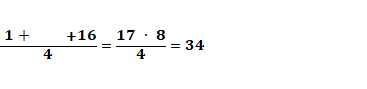 1 + +16 / 4 = 17 · 8 / 4 = 34